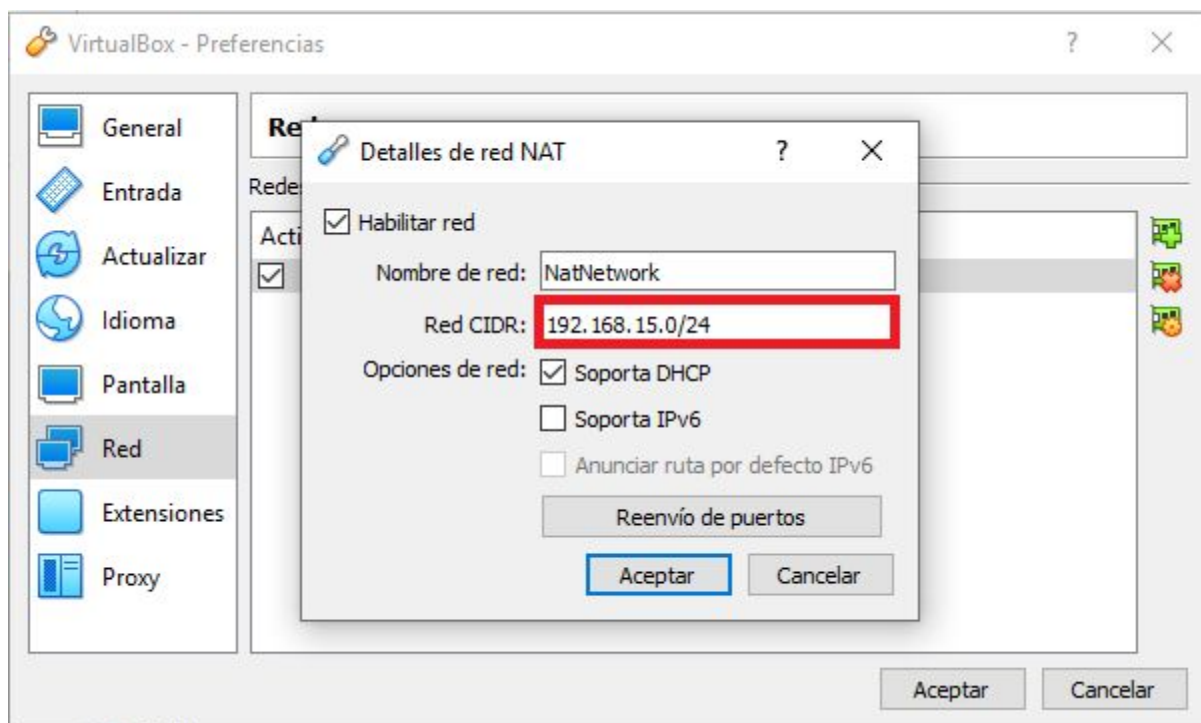 VirtualBox - Preferencias
?
General
Entrada
Actualizar
Idioma
Pantalla
Red
Extensiones
Proxy
Detalles de red NAT
?
Habilitar red
Nombre de red: NatNetwork
Red CIDR: 192.168.15.0/24
Opciones de red: Soporta DHCP
Soporta IPv6
Anunciar ruta por defecto IPv6
Reenvío de puertos
Aceptar Cancelar
Aceptar Cancelar